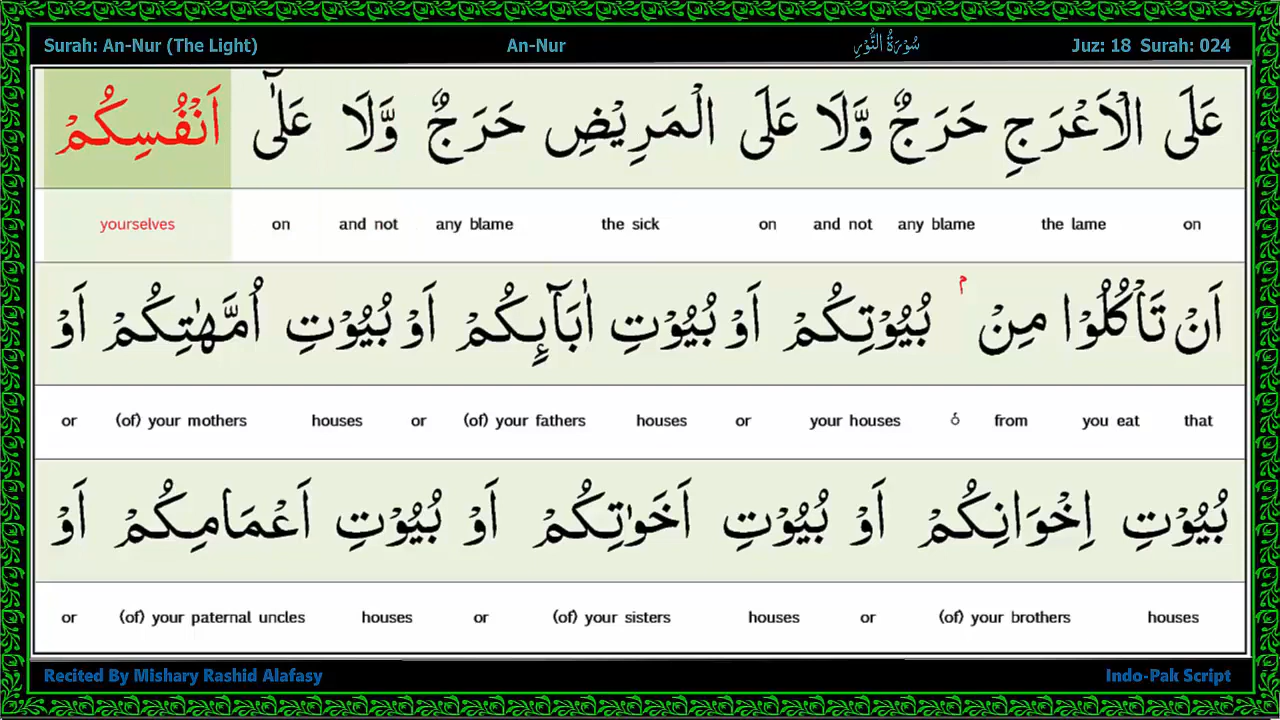 Surah: An-Nur (The Light) An-Nur سُوْرَةُ النُّوْرِ Juz: 18 Surah: 024
عَلَى الْاَعْرَجِ حَرَجٌ وَّلَا عَلَى الْمَرِيْضِ حَرَجٌ وَّلَا عَلٰٓى اَنْفُسِكُمْ
yourselves on and not any blame the sick on and not any blame the lame on
اَنْ تَاْكُلُوْا مِنْ ۢ بُيُوْتِكُمْ اَوْ بُيُوْتِ اٰبَآىِٕكُمْ اَوْ بُيُوْتِ اُمَّهٰتِكُمْ اَوْ
or (of) your mothers houses or (of) your fathers houses or your houses from you eat that
بُيُوْتِ اِخْوَانِكُمْ اَوْ بُيُوْتِ اَخَوٰتِكُمْ اَوْ بُيُوْتِ اَعْمَامِكُمْ اَوْ
or (of) your paternal uncles houses or (of) your sisters houses or (of) your brothers houses
Recited By Mishary Rashid Alafasy Indo-Pak Script